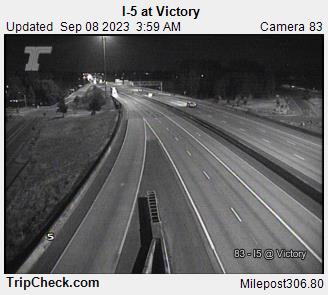 I-5 at Victory
Updated Sep 08 2023 3:59 AM Camera 83
T
5
83 - I5 @ Victory
TripCheck.com Milepost306.80